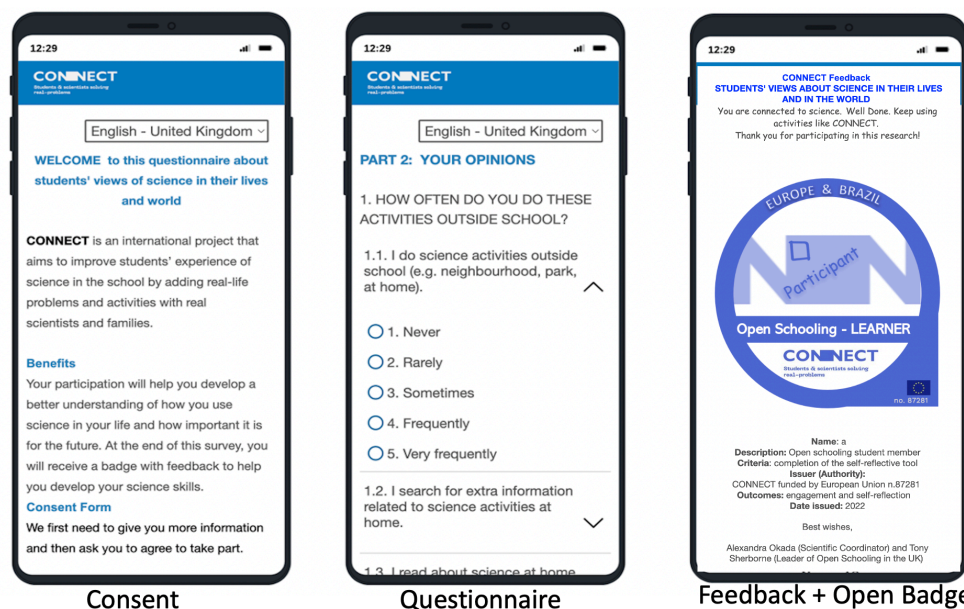 12:29
CONNECT
Students & scientists solving
real-problems
English - United Kingdom
WELCOME to this questionnaire about
students' views of science in their lives
and world
CONNECT is an international project that
aims to improve students' experience of
science in the school by adding real-life
problems and activities with real
scientists and families.
Benefits
Your participation will help you develop a
better understanding of how you use
science in your life and how important it is
for the future. At the end of this survey, you
will receive a badge with feedback to help
you develop your science skills.
Consent Form
We first need to give you more information
and then ask you to agree to take part.
Consent
12:29
CONNECT
Students & scientists solving
real-problems
English - United Kingdom
PART 2: YOUR OPINIONS
1. HOW OFTEN DO YOU DO THESE
ACTIVITIES OUTSIDE SCHOOL?
1.1. I do science activities outside
school (e.g. neighbourhood, park,
at home).
1. Never
2. Rarely
3. Sometimes
4. Frequently
5. Very frequently
1.2. I search for extra information
related to science activities at
home.
1.3. I read about science at home
Questionnaire
12:29
CONNECT Feedback
STUDENTS' VIEWS ABOUT SCIENCE IN THEIR LIVES
AND IN THE WORLD
You are connected to science. Well Done. Keep using
activities like CONNECT.
Thank you for participating in this research!
EUROPE & BRAZIL
Participant
Open Schooling - LEARNER
CONNECT
Students & scientists solving
real-problems
no. 87281
Name: a
Description: Open schooling student member
Criteria: completion of the self-reflective tool
Issuer (Authority):
CONNECT funded by European Union n.87281
Outcomes: engagement and self-reflection
Date issued: 2022
Best wishes,
Alexandra Okada (Scientific Coordinator) and Tony
Sherborne (Leader of Open Schooling in the UK)
Feedback + Open Badge